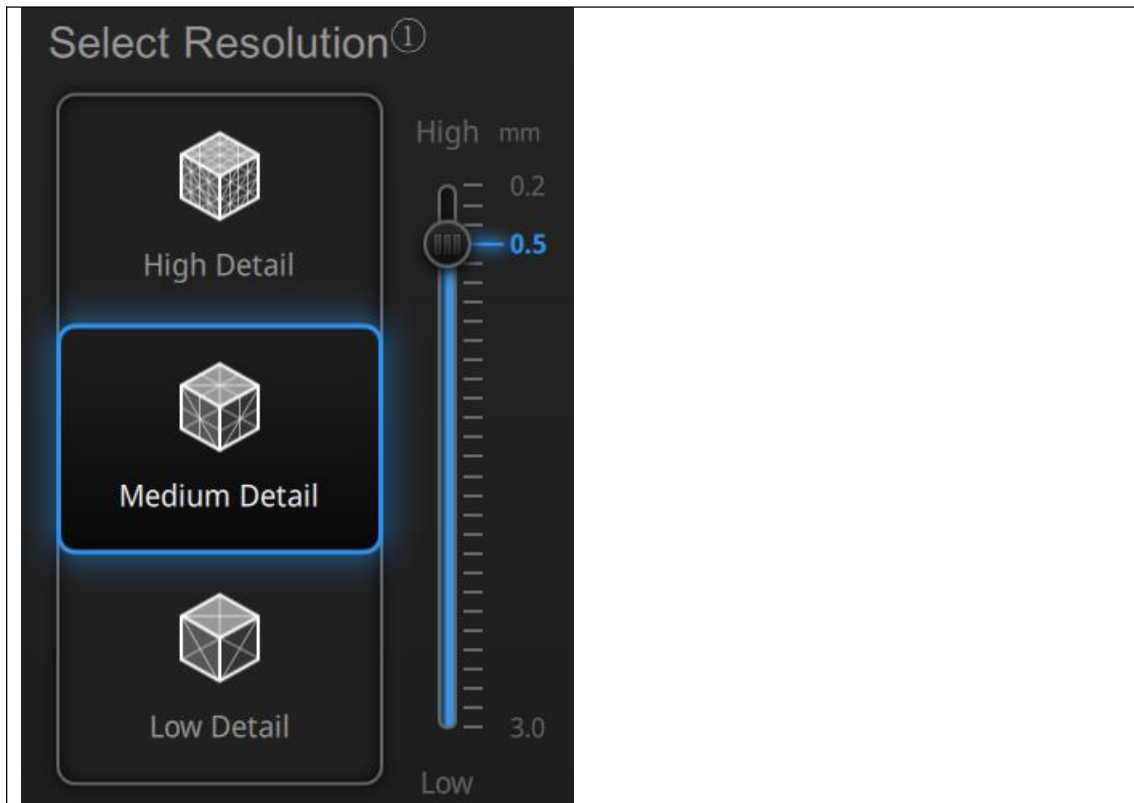 Select Resolution①
High mm
0.2
High Detail
0.5
Medium Detail
Low Detail
3.0
Low